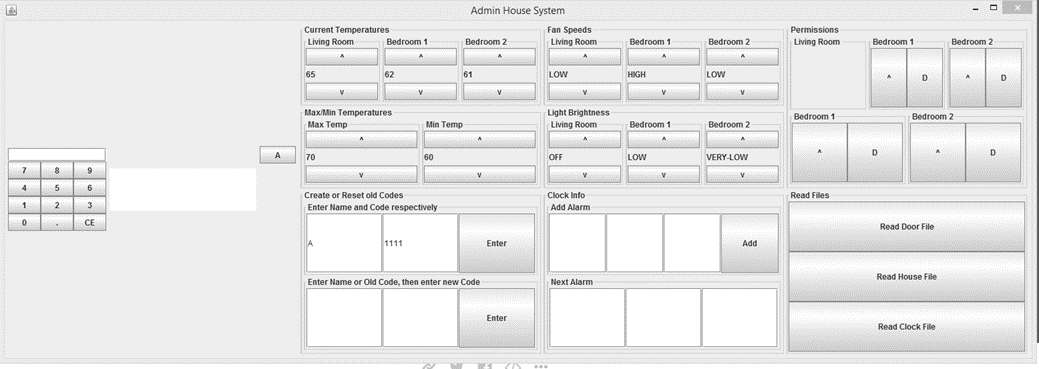 Admin House System
Current Temperatures
Living Room Bedroom 1 Bedroom 2
^ ^ ^
65 62 61
v v v
Fan Speeds
Living Room Bedroom 1 Bedroom 2
^ ^ ^
LOW HIGH LOW
v v v
Permissions
Living Room Bedroom 1 Bedroom 2
^ D ^ D
Bedroom 1 Bedroom 2
^ D ^ D
Max/Min Temperatures
Max Temp Min Temp
^ ^
70 60
v v
Light Brightness
Living Room Bedroom 1 Bedroom 2
^ ^ ^
OFF LOW VERY-LOW
v v v
A
7 8 9
4 5 6
1 2 3
0 . CE
Create or Reset old Codes
Enter Name and Code respectively
A 1111 Enter
Enter Name or Old Code, then enter new Code
Enter
Clock Info
Add Alarm
Add
Next Alarm
Read Files
Read Door File
Read House File
Read Clock File